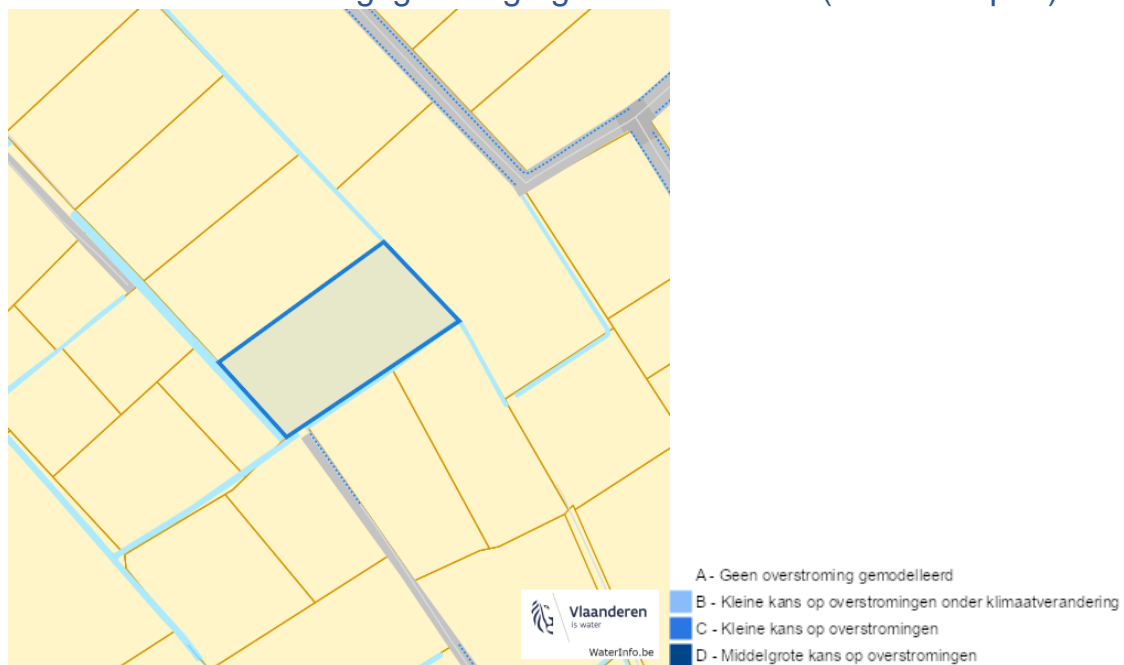 A - Geen overstroming gemodelleerd
B - Kleine kans op overstromingen onder klimaatverandering
C - Kleine kans op overstromingen
D - Middelgrote kans op overstromingen
Vlaanderen
is water
WaterInfo.be